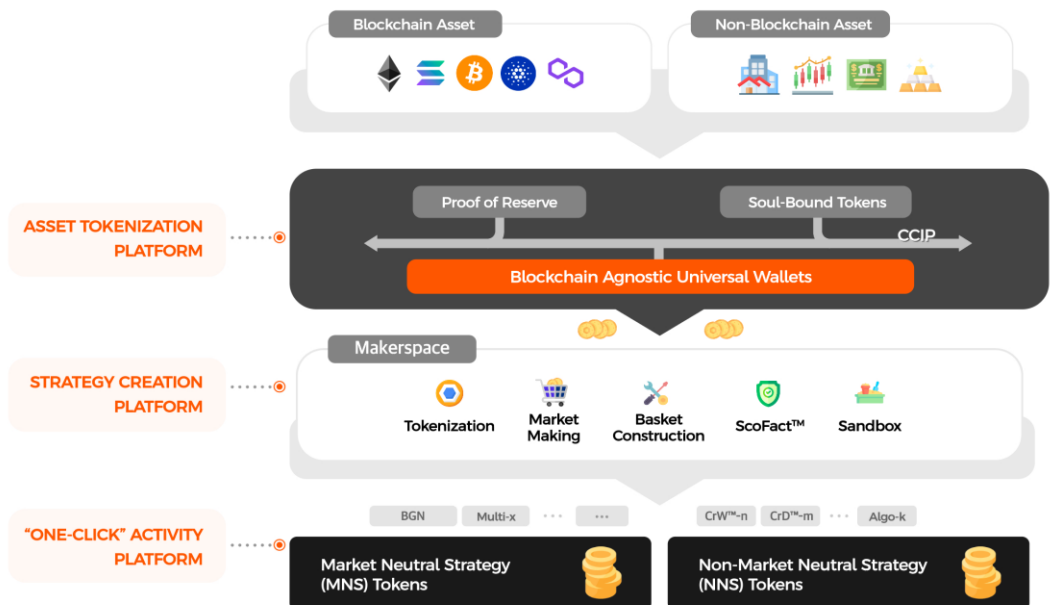 Blockchain Asset
Non-Blockchain Asset
ASSET TOKENIZATION
PLATFORM
Proof of Reserve
Soul-Bound Tokens
CCIP
Blockchain Agnostic Universal Wallets
STRATEGY CREATION
PLATFORM
Makerspace
Tokenization
Market
Making
Basket
Construction
ScoFact™
Sandbox
"ONE-CLICK" ACTIVITY
PLATFORM
BGN
Multi-x
...
...
CrW™-n
CrD™-m
...
Algo-k
Market Neutral Strategy
(MNS) Tokens
Non-Market Neutral Strategy
(NNS) Tokens